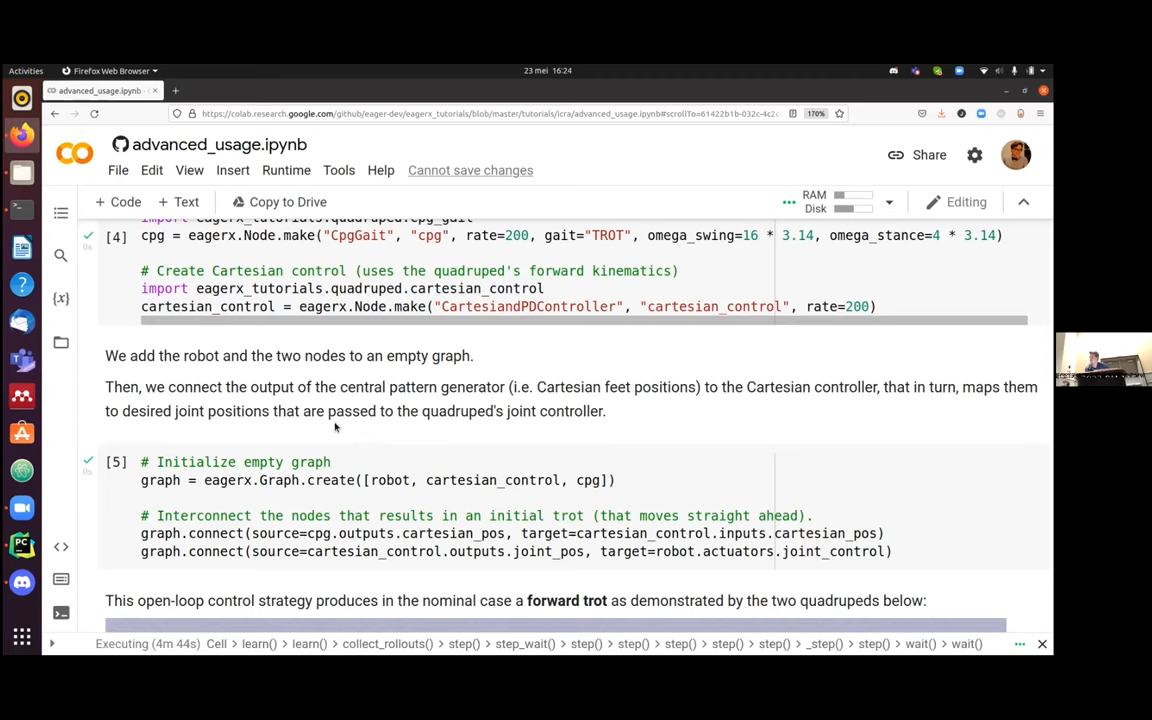 Activities
Firefox Web Browser
23 mei 16:24
advanced_usage.ipynb -
https://colab.research.google.com/github/eager-dev/eagerx_tutorials/blob/master/tutorials/icra/advanced_usage.ipynb#scrollTo=61422b1b-032c-4c2c
170%
advanced_usage.ipynb
File Edit View Insert Runtime Tools Help Cannot save changes
Share
+ Code + Text Copy to Drive
RAM
Disk
Editing
import eagerx_tutorials.quadruped.cpg_gait
[4] cpg = eagerx.Node.make("CpgGait", "cpg", rate=200, gait="TROT", omega_swing=16 * 3.14, omega_stance=4 * 3.14)
0s
# Create Cartesian control (uses the quadruped's forward kinematics)
import eagerx_tutorials.quadruped.cartesian_control
cartesian_control = eagerx.Node.make("CartesiandPDController", "cartesian_control", rate=200)
We add the robot and the two nodes to an empty graph.
Then, we connect the output of the central pattern generator (i.e. Cartesian feet positions) to the Cartesian controller, that in turn, maps them
to desired joint positions that are passed to the quadruped's joint controller.
[5] # Initialize empty graph
0s
graph = eagerx.Graph.create([robot, cartesian_control, cpg])
# Interconnect the nodes that results in an initial trot (that moves straight ahead).
graph.connect(source=cpg.outputs.cartesian_pos, target=cartesian_control.inputs.cartesian_pos)
graph.connect(source=cartesian_control.outputs.joint_pos, target=robot.actuators.joint_control)
This open-loop control strategy produces in the nominal case a forward trot as demonstrated by the two quadrupeds below:
Executing (4m 44s) Cell > learn() > learn() > collect_rollouts() > step() > step_wait() > step() > step() > step() > step() > _step() > step() > wait() > wait()